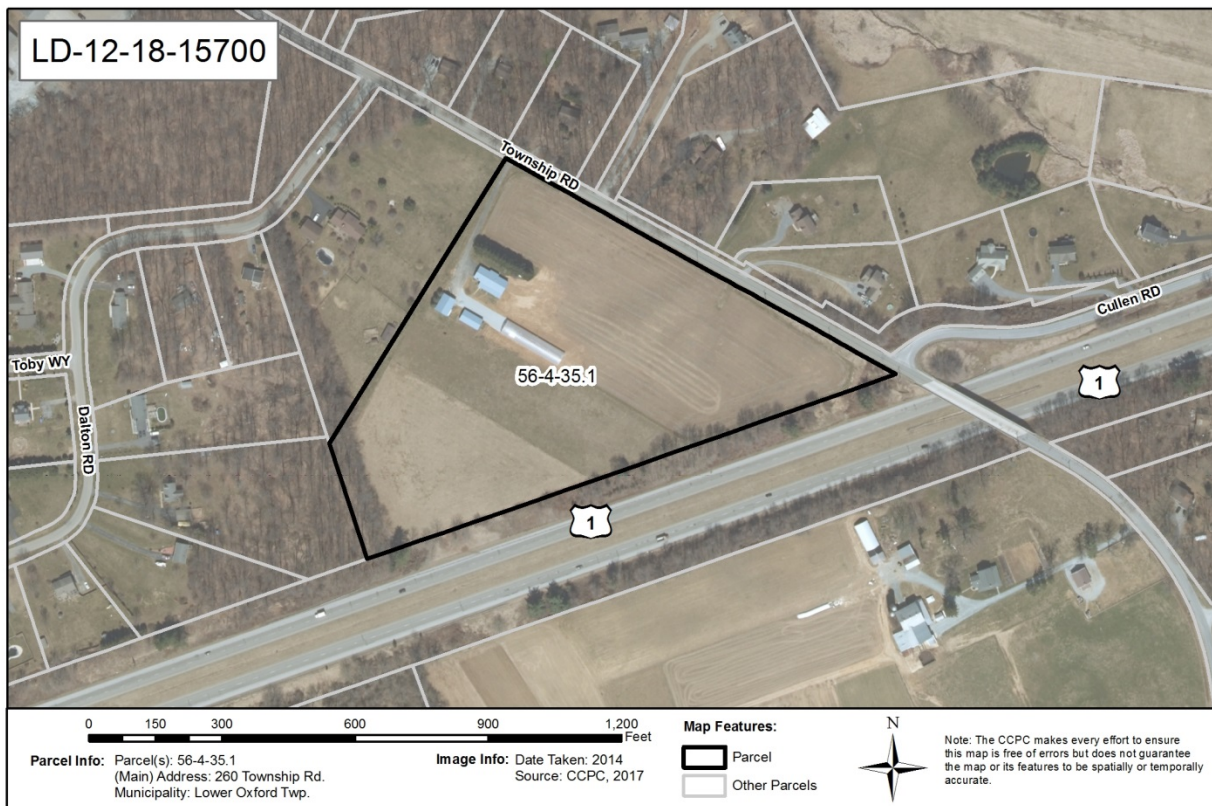 LD-12-18-15700
Township RD
Cullen RD
1
Toby WY
56-4-35.1
Dalton RD
1
0 150 300 600 900 1,200
Feet
Parcel Info: Parcel(s): 56-4-35.1
(Main) Address: 260 Township Rd.
Municipality: Lower Oxford Twp.
Image Info: Date Taken: 2014
Source: CCPC, 2017
Map Features:
Parcel
Other Parcels
N
Note: The CCPC makes every effort to ensure
this map is free of errors but does not guarantee
the map or its features to be spatially or temporally
accurate.